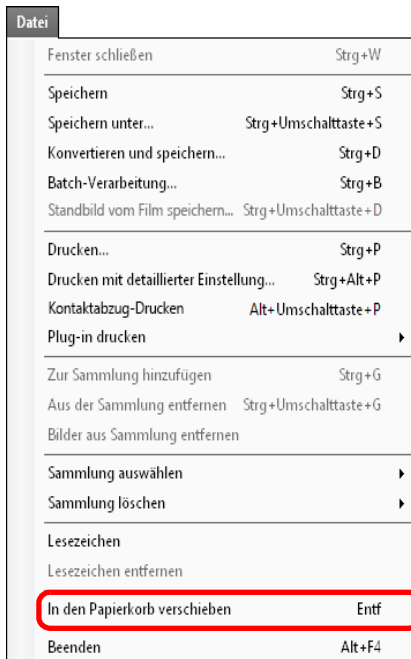 Datei
Fenster schließen Strg+W
Speichern Strg+S
Speichern unter... Strg+Umschalttaste+S
Konvertieren und speichern... Strg+D
Batch-Verarbeitung... Strg+B
Standbild vom Film speichern... Strg+Umschalttaste+D
Drucken... Strg+P
Drucken mit detaillierter Einstellung... Strg+Alt+P
Kontaktabzug-Drucken Alt+Umschalttaste+P
Plug-in drucken
Zur Sammlung hinzufügen Strg+G
Aus der Sammlung entfernen Strg+Umschalttaste+G
Bilder aus Sammlung entfernen
Sammlung auswählen
Sammlung löschen
Lesezeichen
Lesezeichen entfernen
In den Papierkorb verschieben Entf
Beenden Alt+F4